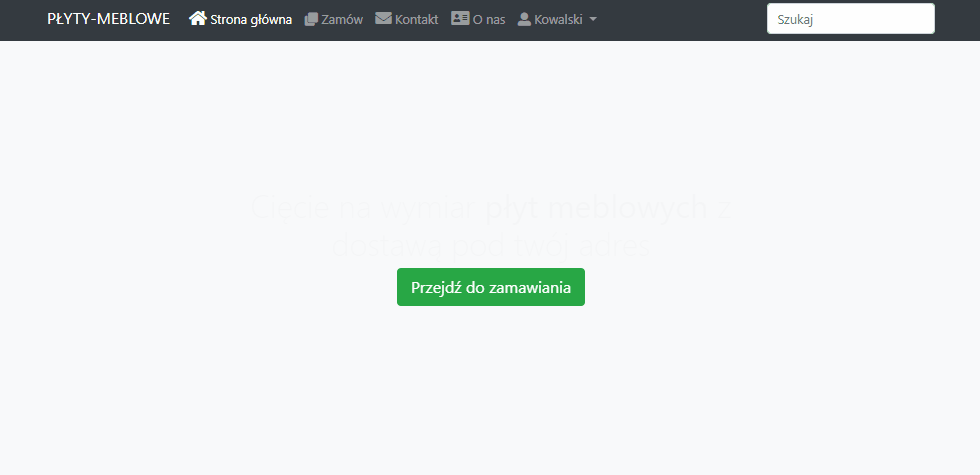 PŁYTY-MEBLOWE Strona główna Zamów Kontakt O nas Kowalski Szukaj
Cięcie na wymiar płyt meblowych z
dostawą pod twój adres
Przejdź do zamawiania